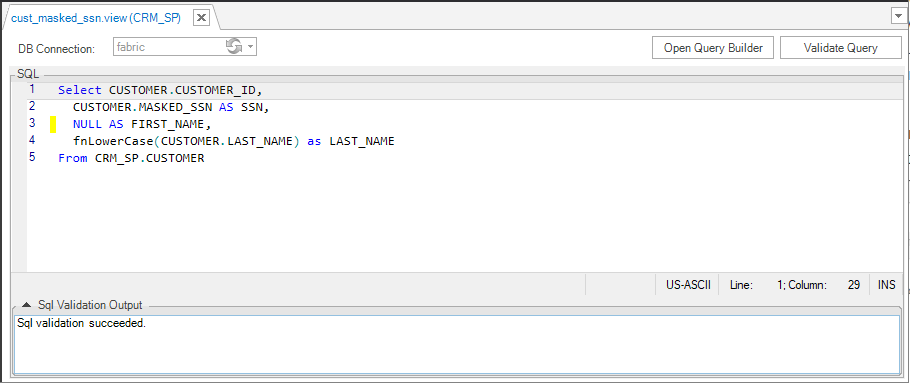 cust_masked_ssn.view (CRM_SP)
DB Connection: fabric Open Query Builder Validate Query
SQL
1 Select CUSTOMER.CUSTOMER_ID,
2 CUSTOMER.MASKED_SSN AS SSN,
3 NULL AS FIRST_NAME,
4 fnLowerCase(CUSTOMER.LAST_NAME) as LAST_NAME
5 From CRM_SP.CUSTOMER
US-ASCII Line: 1; Column: 29 INS
Sql Validation Output
Sql validation succeeded.